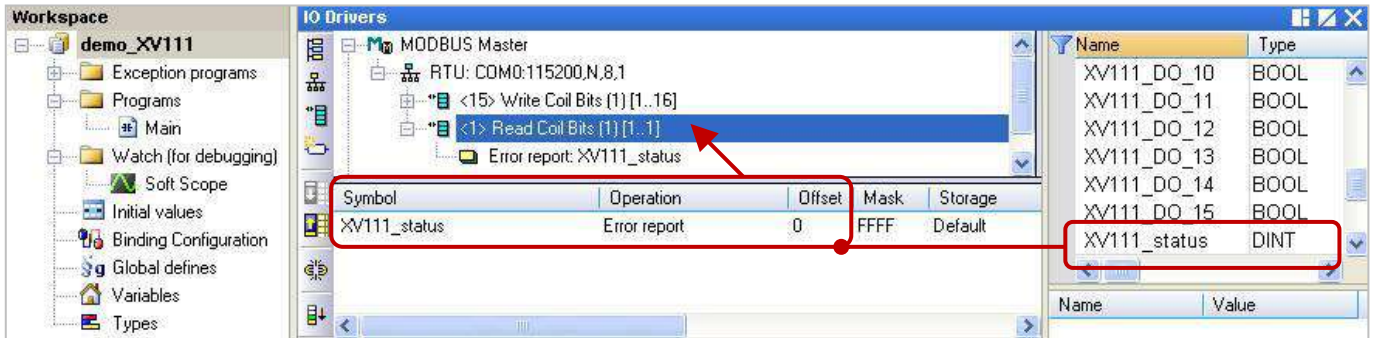 Workspace
demo_XV111
Exception programs
Programs
Main
Watch (for debugging)
Soft Scope
Initial values
Binding Configuration
Global defines
Variables
Types
IO Drivers
MODBUS Master
RTU: COM0:115200,N,8,1
<15> Write Coil Bits (1) [1..16]
<1> Read Coil Bits (1) [1..1]
Error report: XV111_status
Symbol Operation Offset Mask Storage
XV111_status Error report 0 FFFF Default
Name Type
XV111_DO_10 BOOL
XV111_DO_11 BOOL
XV111_DO_12 BOOL
XV111_DO_13 BOOL
XV111_DO_14 BOOL
XV111_DO_15 BOOL
XV111_status DINT
Name Value